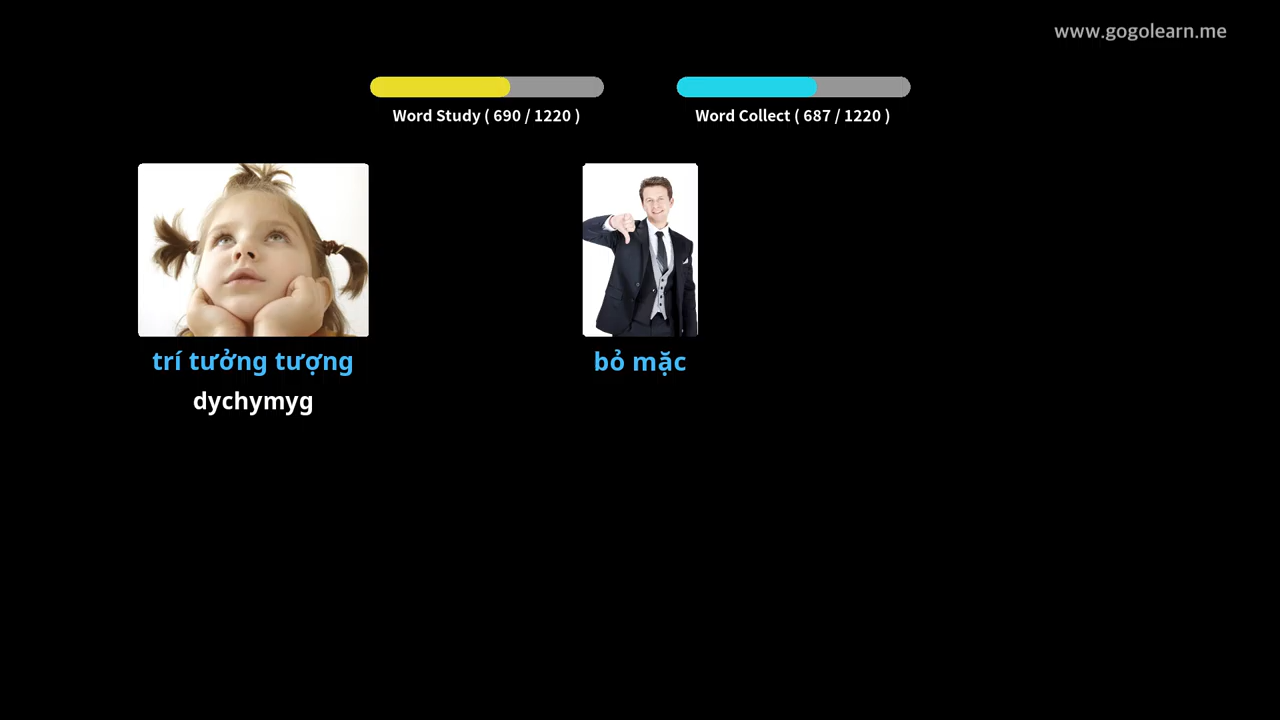 www.gogolearn.me
Word Study ( 690 / 1220 )
Word Collect ( 687 / 1220 )
trí tưởng tượng
dychymyg
bỏ mặc